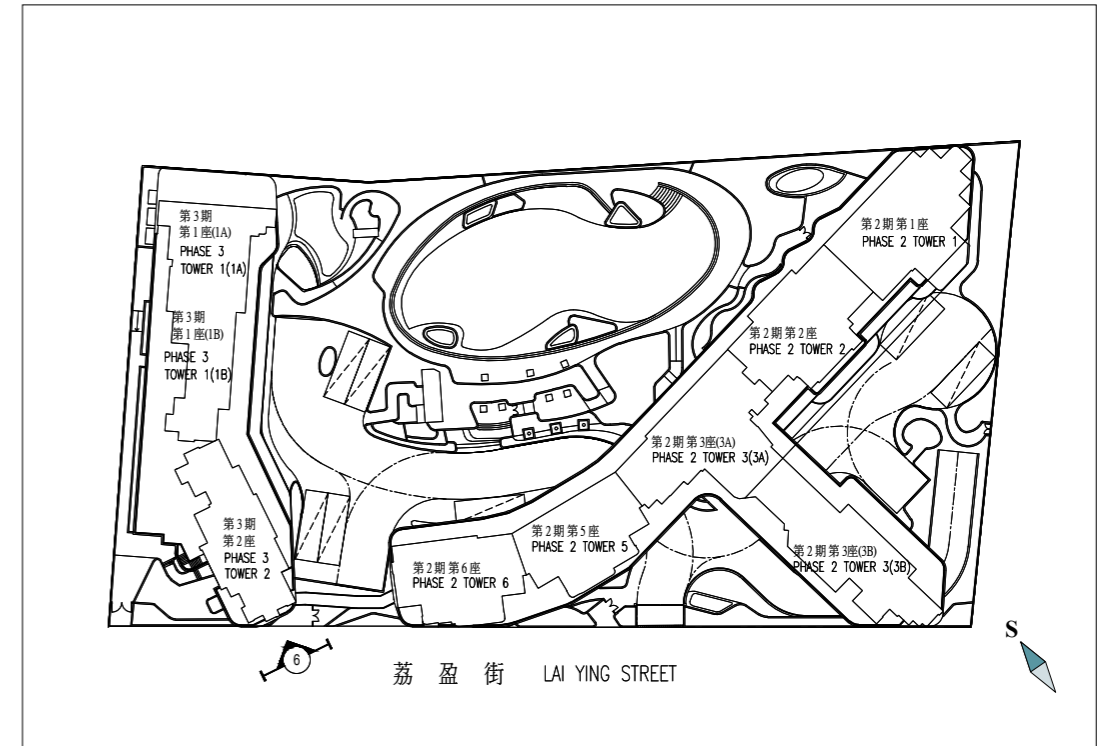 第3期
第1座(1A)
PHASE 3
TOWER 1(1A)
第3期
第1座(1B)
PHASE 3
TOWER 1(1B)
第3期
第2座
PHASE 3
TOWER 2
第2期第1座
PHASE 2 TOWER 1
第2期第2座
PHASE 2 TOWER 2
第2期第3座(3A)
PHASE 2 TOWER 3(3A)
第2期第5座
PHASE 2 TOWER 5
第2期第6座
PHASE 2 TOWER 6
第2期第3座(3B)
PHASE 2 TOWER 3(3B)
S
6
荔盈街 LAI YING STREET